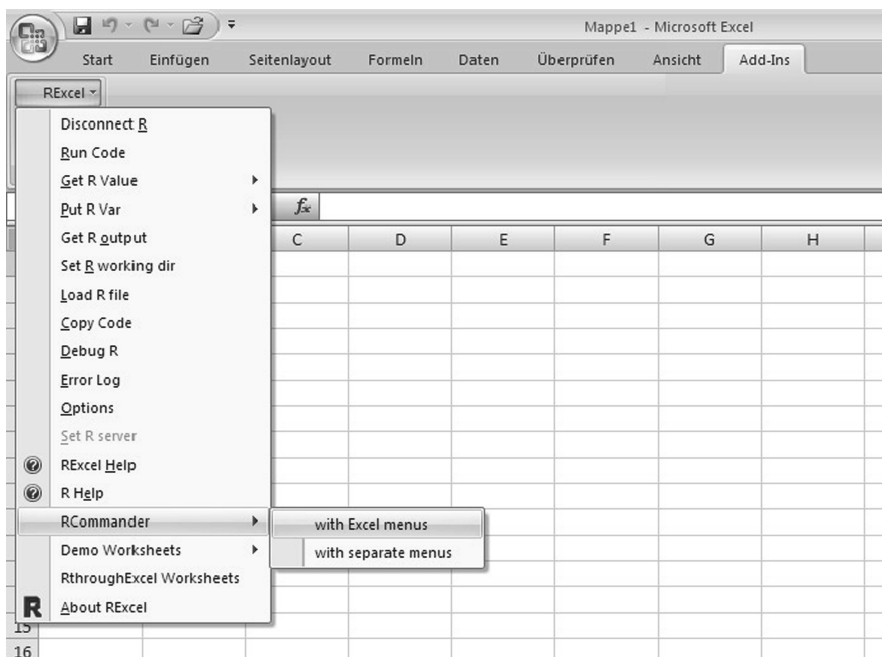 Mappe1 - Microsoft Excel
Start Einfügen Seitenlayout Formeln Daten Überprüfen Ansicht Add-Ins
RExcel
Disconnect R
Run Code
Get R Value
Put R Var
Get R output
Set R working dir
Load R file
Copy Code
Debug R
Error Log
Options
Set R server
RExcel Help
R Help
RCommander
with Excel menus
with separate menus
Demo Worksheets
RthroughExcel Worksheets
R About RExcel
fx
C D E F G H
15
16